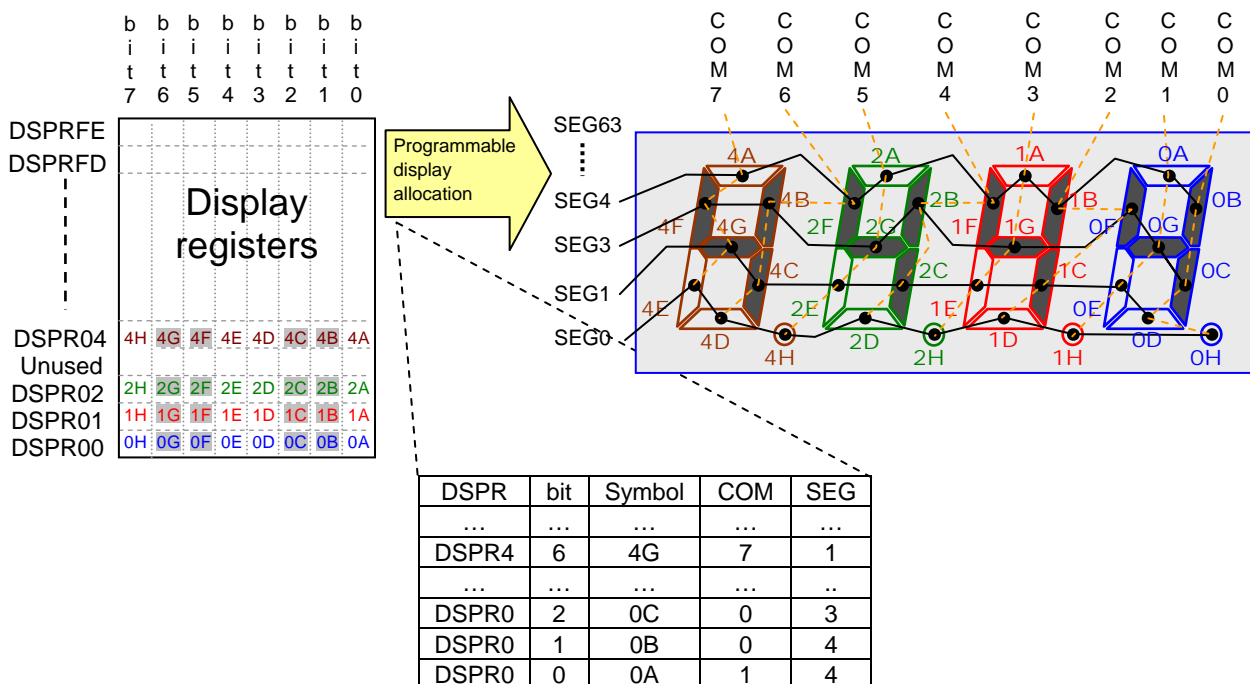 bit7 bit6 bit5 bit4 bit3 bit2 bit1 bit0
COM7 COM6 COM5 COM4 COM3 COM2 COM1 COM0
DSPRFE
DSPRFD
Display
registers
DSPR04 4H 4G 4F 4E 4D 4C 4B 4A
Unused
DSPR02 2H 2G 2F 2E 2D 2C 2B 2A
DSPR01 1H 1G 1F 1E 1D 1C 1B 1A
DSPR00 0H 0G 0F 0E 0D 0C 0B 0A
Programmable
display
allocation
SEG63
SEG4
SEG3
SEG1
SEG0
4A 2A 1A 0A
4B 2B 1B 0B
4F 4G 2F 2G 1F 1G 0F 0G
4C 2C 1C 0C
4E 2E 1E 0E
4D 4H 2D 2H 1D 1H 0D 0H
DSPR bit Symbol COM SEG
… … … … …
DSPR4 6 4G 7 1
… … … … ..
DSPR0 2 0C 0 3
DSPR0 1 0B 0 4
DSPR0 0 0A 1 4